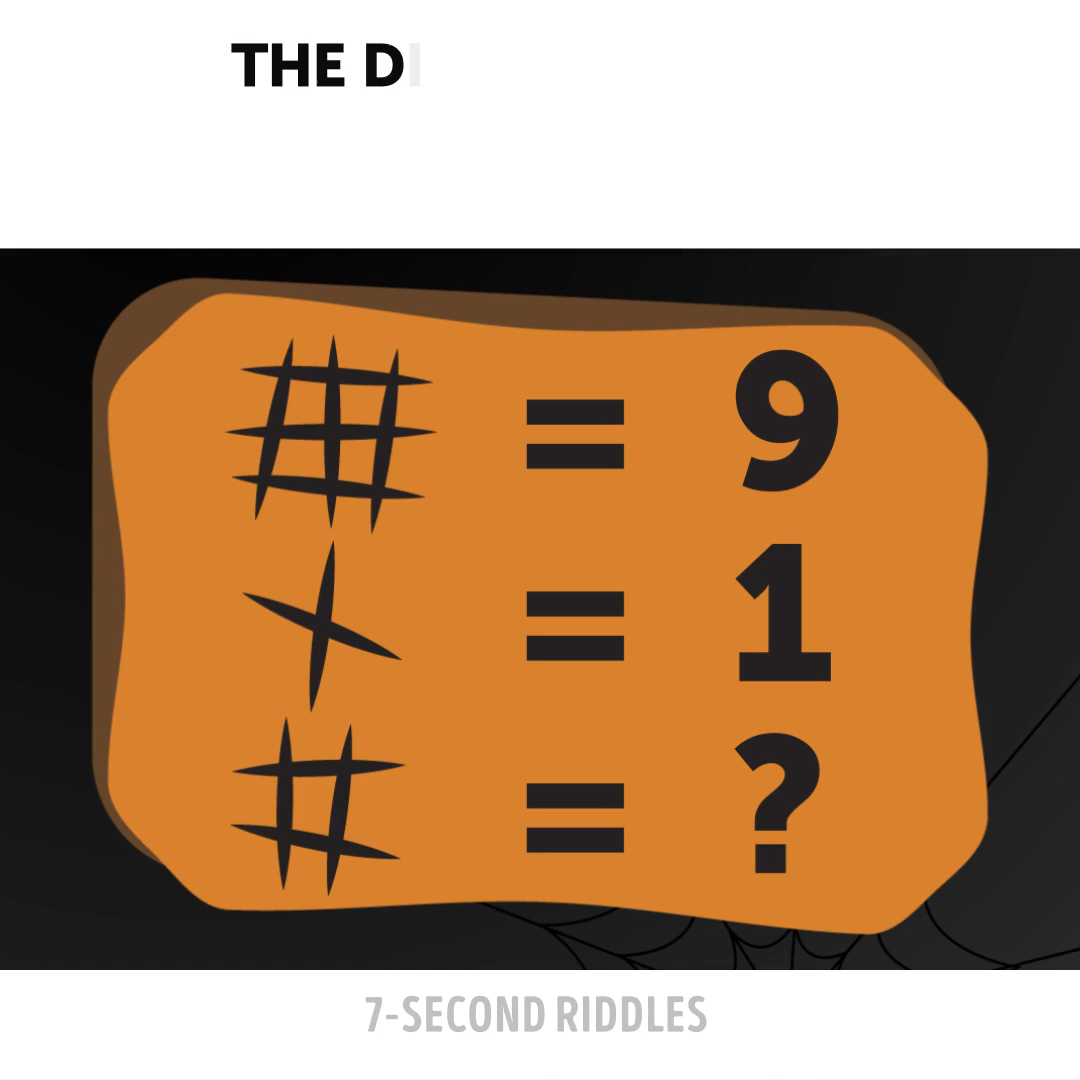 THE D
= 9
= 1
= ?
7-SECOND RIDDLES